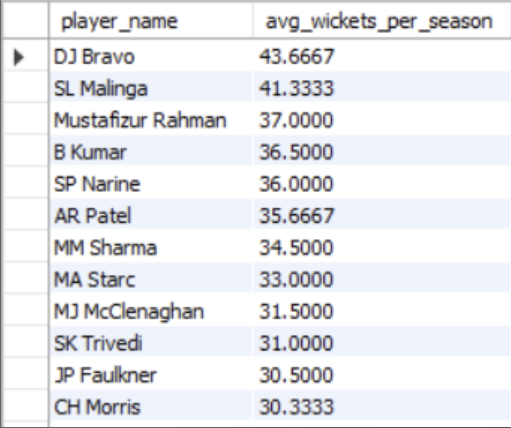 player_name avg_wickets_per_season
DJ Bravo 43.6667
SL Malinga 41.3333
Mustafizur Rahman 37.0000
B Kumar 36.5000
SP Narine 36.0000
AR Patel 35.6667
MM Sharma 34.5000
MA Starc 33.0000
MJ McClenaghan 31.5000
SK Trivedi 31.0000
JP Faulkner 30.5000
CH Morris 30.3333